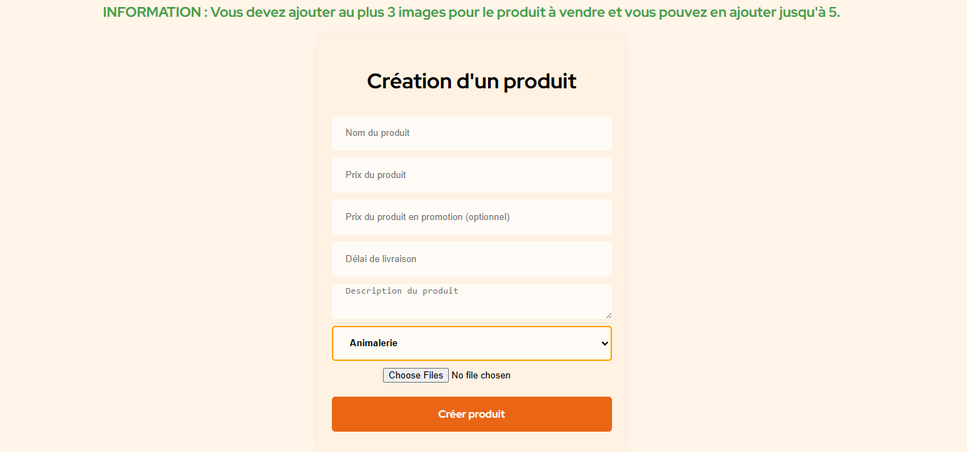 INFORMATION : Vous devez ajouter au plus 3 images pour le produit à vendre et vous pouvez en ajouter jusqu'à 5.
Création d'un produit
Nom du produit
Prix du produit
Prix du produit en promotion (optionnel)
Délai de livraison
Description du produit
Animalerie
Choose Files No file chosen
Créer produit